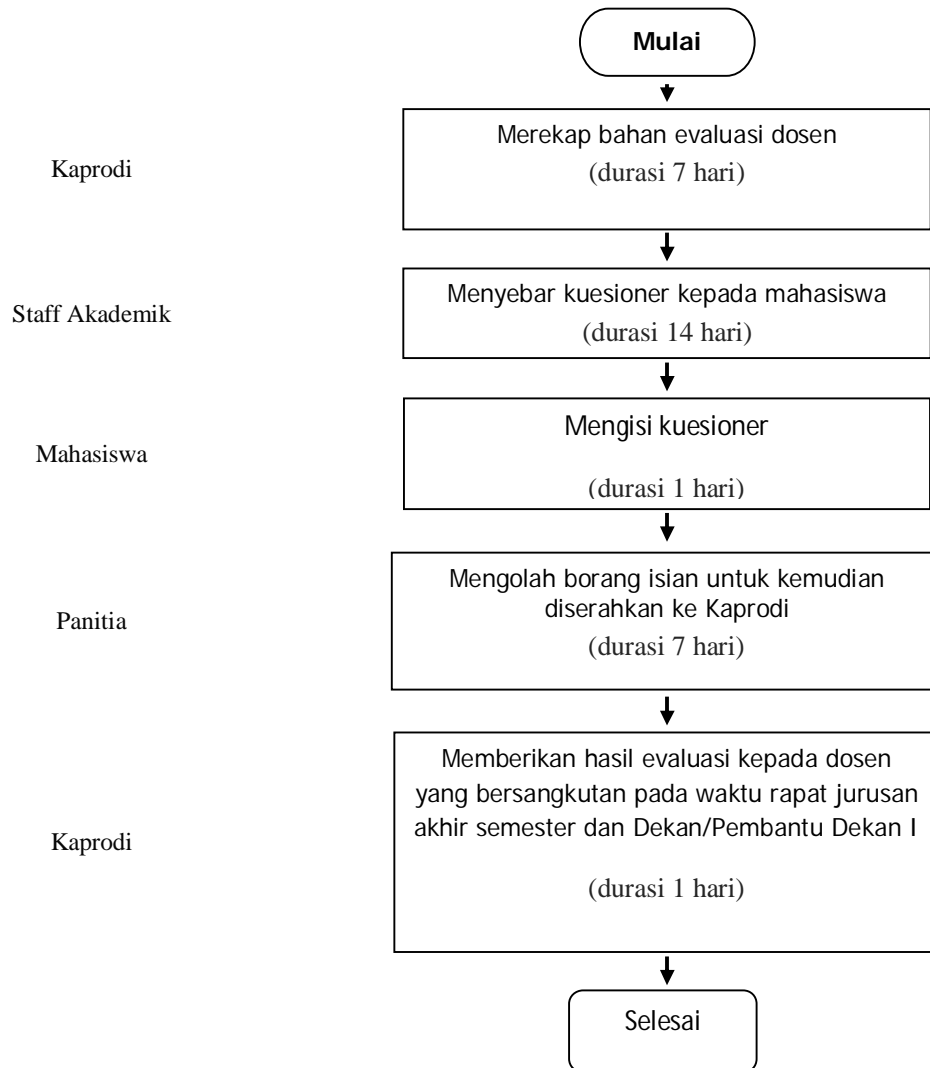 Mulai
Merekap bahan evaluasi dosen
Kaprodi
(durasi 7 hari)
Menyebar kuesioner kepada mahasiswa
Staff Akademik
(durasi 14 hari)
Mengisi kuesioner
Mahasiswa
(durasi 1 hari)
Mengolah borang isian untuk kemudian
diserahkan ke Kaprodi
Panitia
(durasi 7 hari)
Memberikan hasil evaluasi kepada dosen
yang bersangkutan pada waktu rapat jurusan
akhir semester dan Dekan/Pembantu Dekan I
Kaprodi
(durasi 1 hari)
Selesai